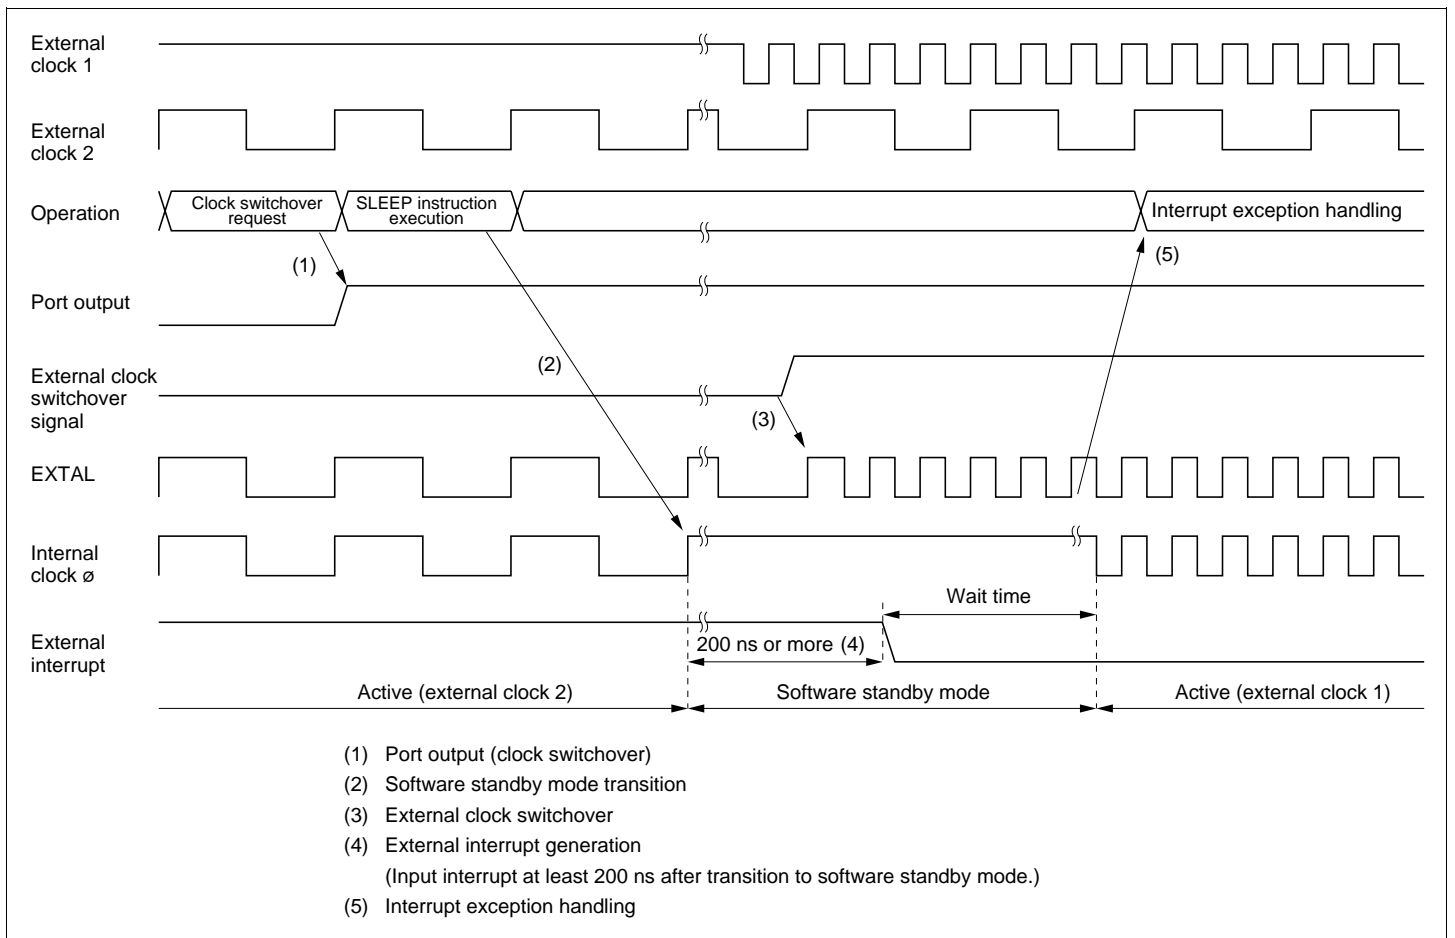 External
clock 1
External
clock 2
Operation
Clock switchover
request
SLEEP instruction
execution
Interrupt exception handling
(1)
(5)
Port output
(2)
External clock
switchover
signal
(3)
EXTAL
Internal
clock ø
Wait time
External
interrupt
200 ns or more (4)
Active (external clock 2)
Software standby mode
Active (external clock 1)
(1) Port output (clock switchover)
(2) Software standby mode transition
(3) External clock switchover
(4) External interrupt generation
(Input interrupt at least 200 ns after transition to software standby mode.)
(5) Interrupt exception handling